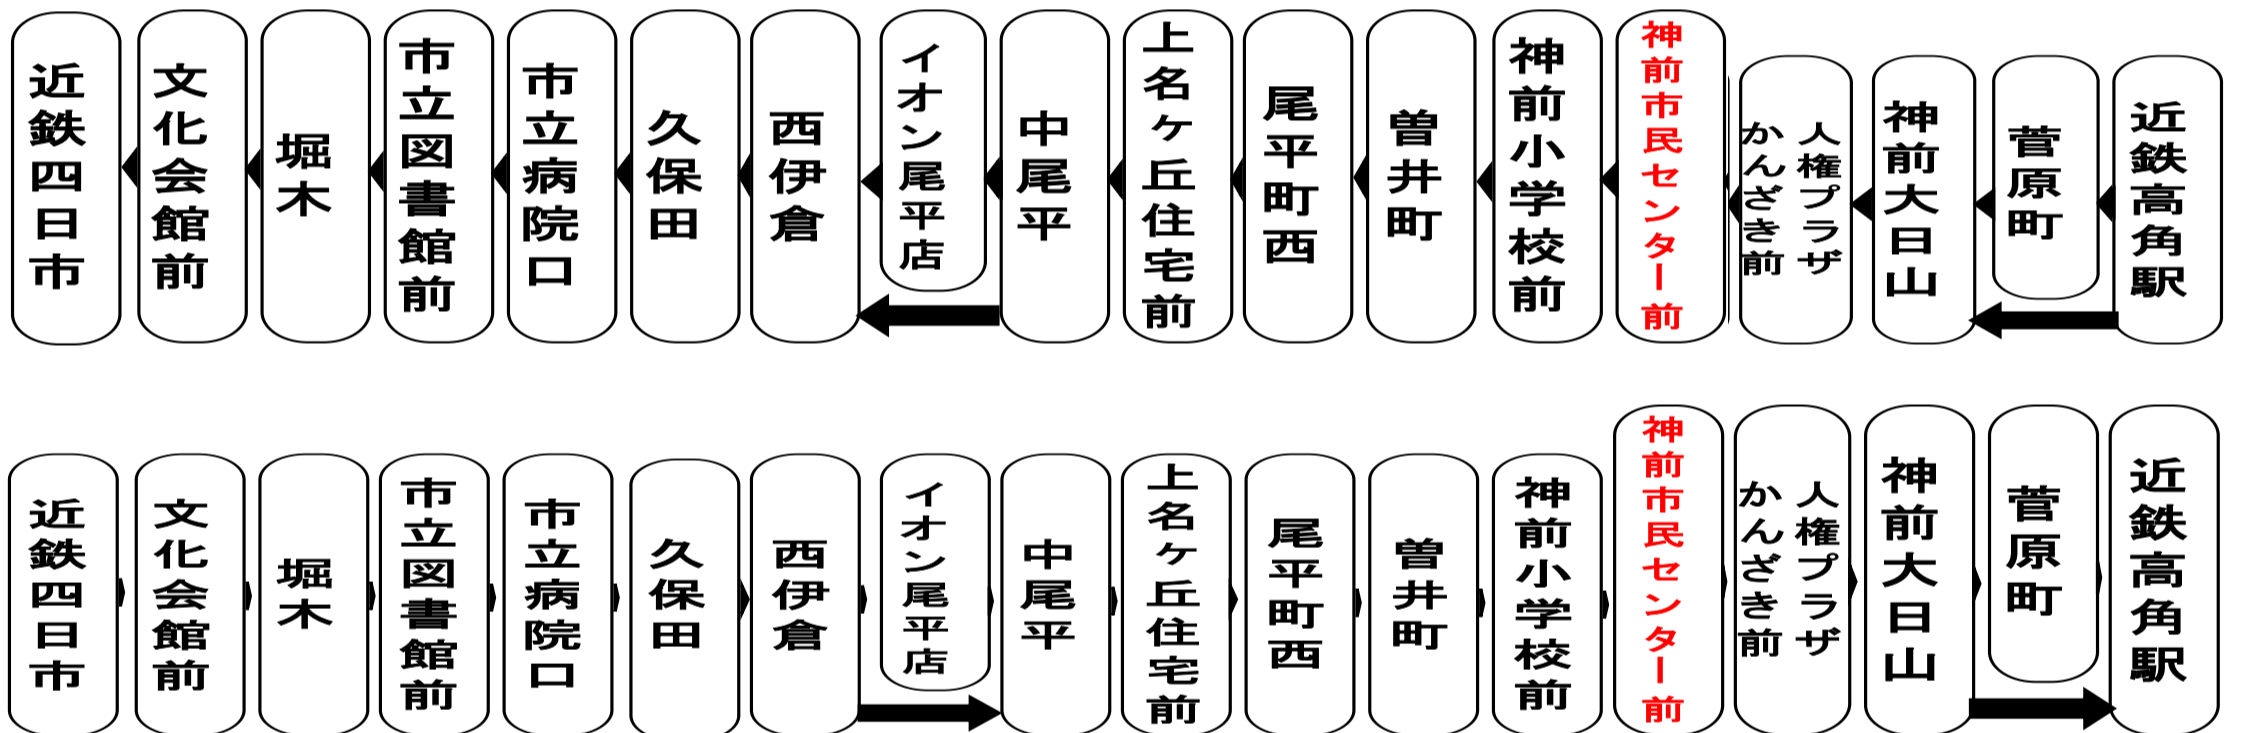 近鉄四日市
文化会館前
堀木
市立図書館前
市立病院口
久保田
西伊倉
イオン尾平店
中尾平
上名ヶ丘住宅前
尾平町西
曽井町
神前小学校前
神前市民センター前
人権プラザ
かんざき前
神前大日山
菅原町
近鉄高角駅
近鉄四日市
文化会館前
堀木
市立図書館前
市立病院口
久保田
西伊倉
イオン尾平店
中尾平
上名ヶ丘住宅前
尾平町西
曽井町
神前小学校前
神前市民センター前
人権プラザ
かんざき前
神前大日山
菅原町
近鉄高角駅